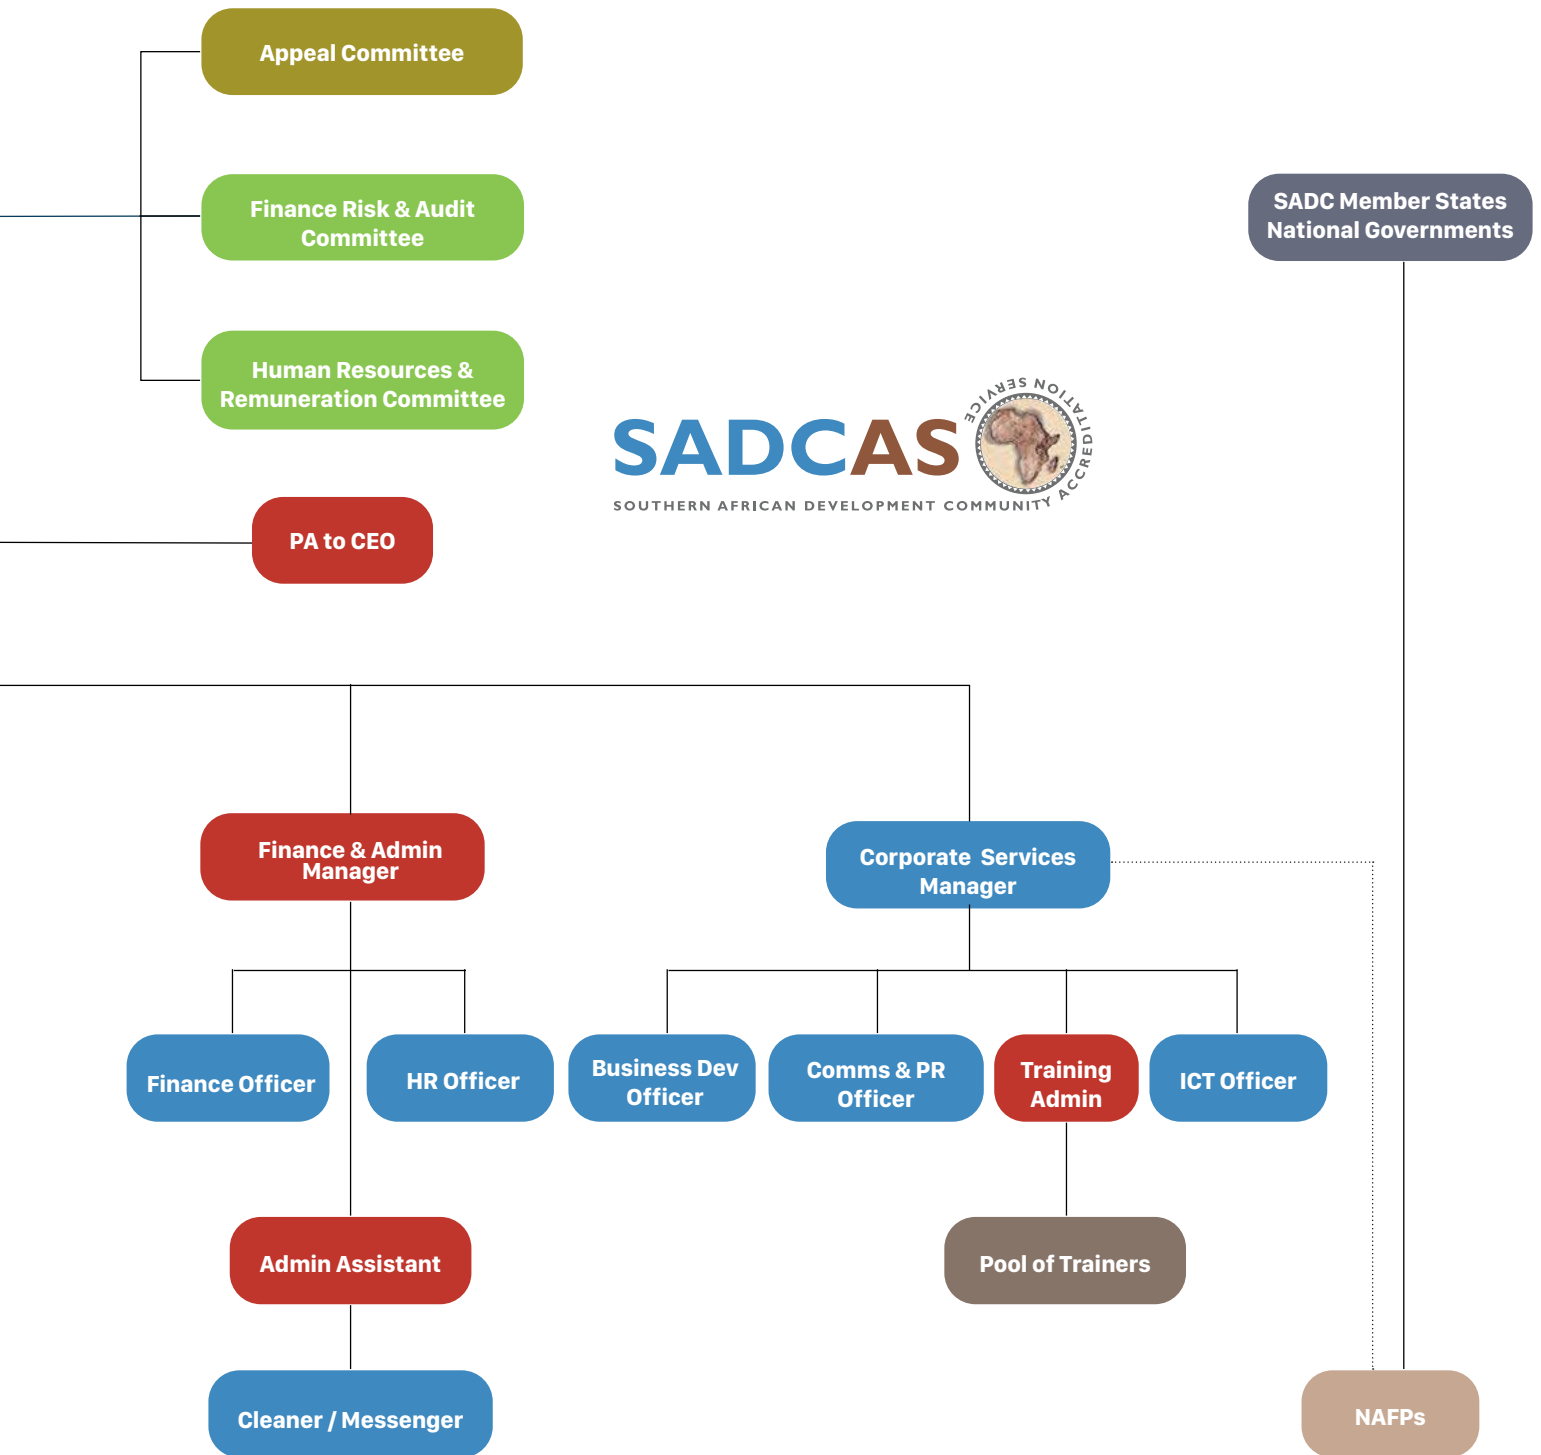 Appeal Committee
Finance Risk & Audit
Committee
SADC Member States
National Governments
Human Resources &
Remuneration Committee
SADCAS
SOUTHERN AFRICAN DEVELOPMENT COMMUNITY ACCREDITATION SERVICE
PA to CEO
Finance & Admin
Manager
Corporate Services
Manager
Finance Officer
HR Officer
Business Dev
Officer
Comms & PR
Officer
Training
Admin
ICT Officer
Admin Assistant
Pool of Trainers
Cleaner / Messenger
NAFPs